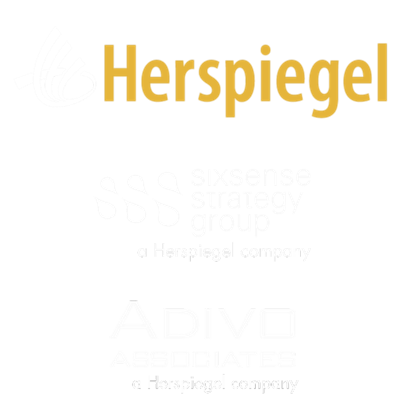 Herspiegel
sixsense
strategy
group
a Herspiegel company
ADIVO
ASSOCIATES
a Herspiegel company